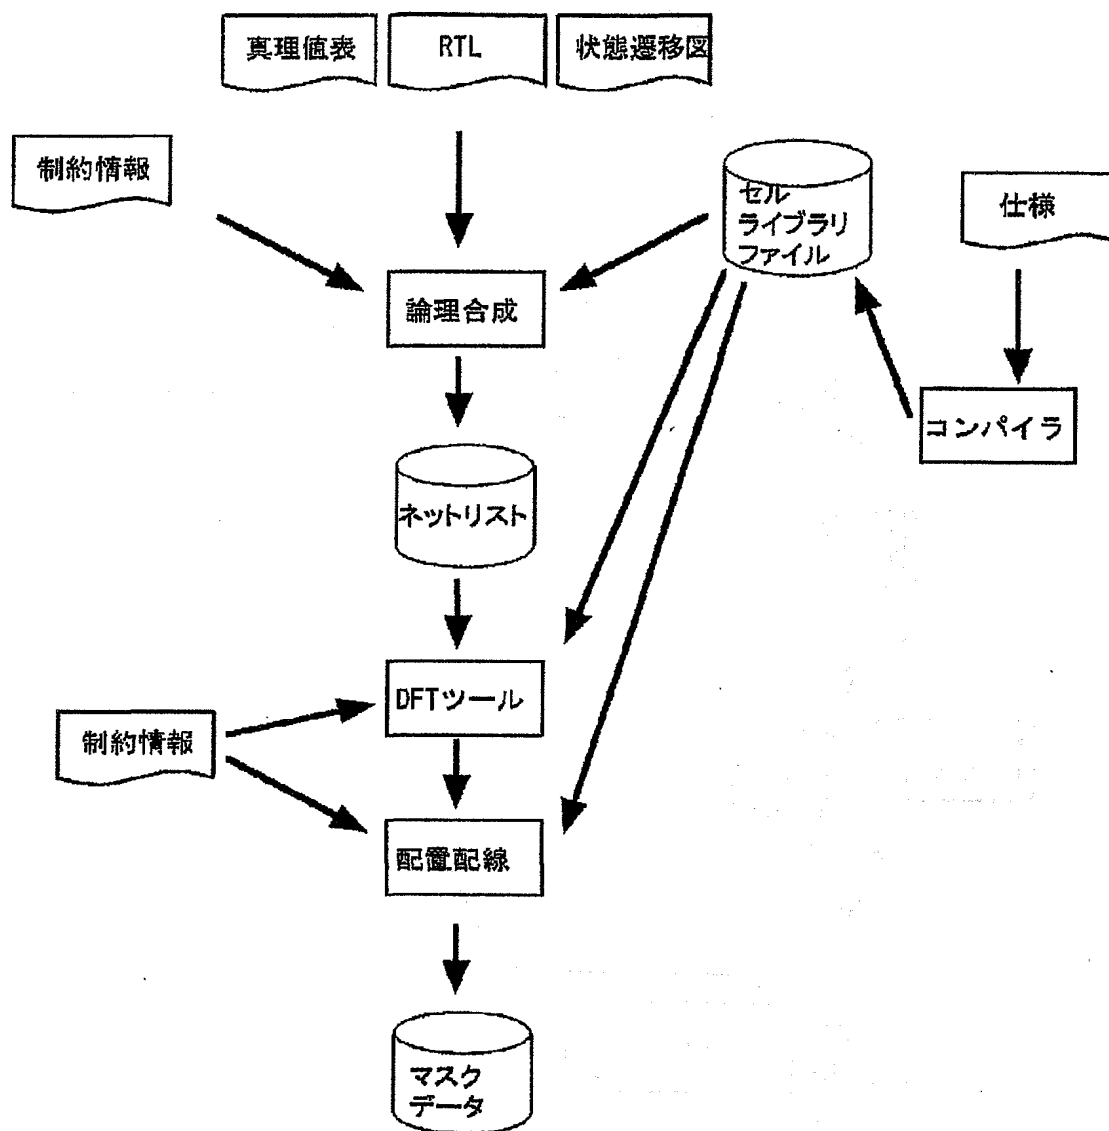 真理値表
RTL
状態遷移図
制約情報
セル
ライブラリ
ファイル
仕様
論理合成
コンパイラ
ネットリスト
DFTツール
制約情報
配置配線
マスク
データ